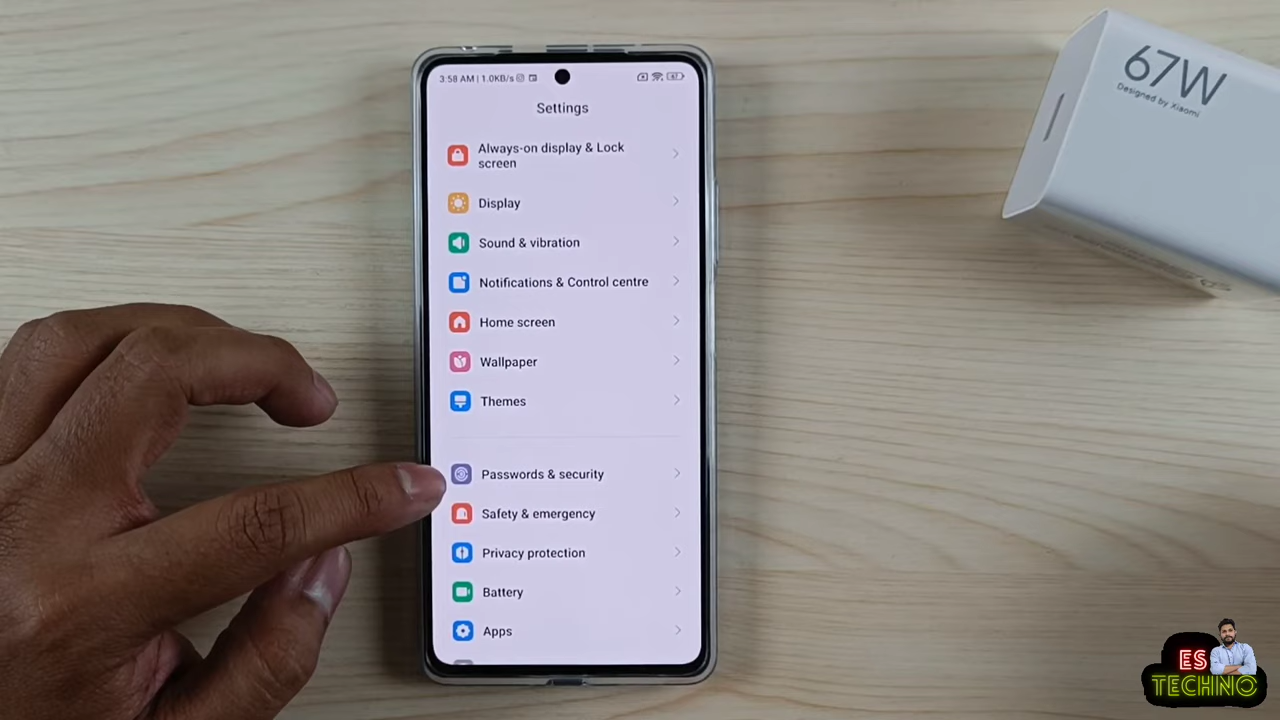 3:58 AM | 1.0KB/s
Settings
Always-on display & Lock
screen
Display
Sound & vibration
Notifications & Control centre
Home screen
Wallpaper
Themes
Passwords & security
Safety & emergency
Privacy protection
Battery
Apps
67W
Designed by Xiaomi
ES
TECHNO